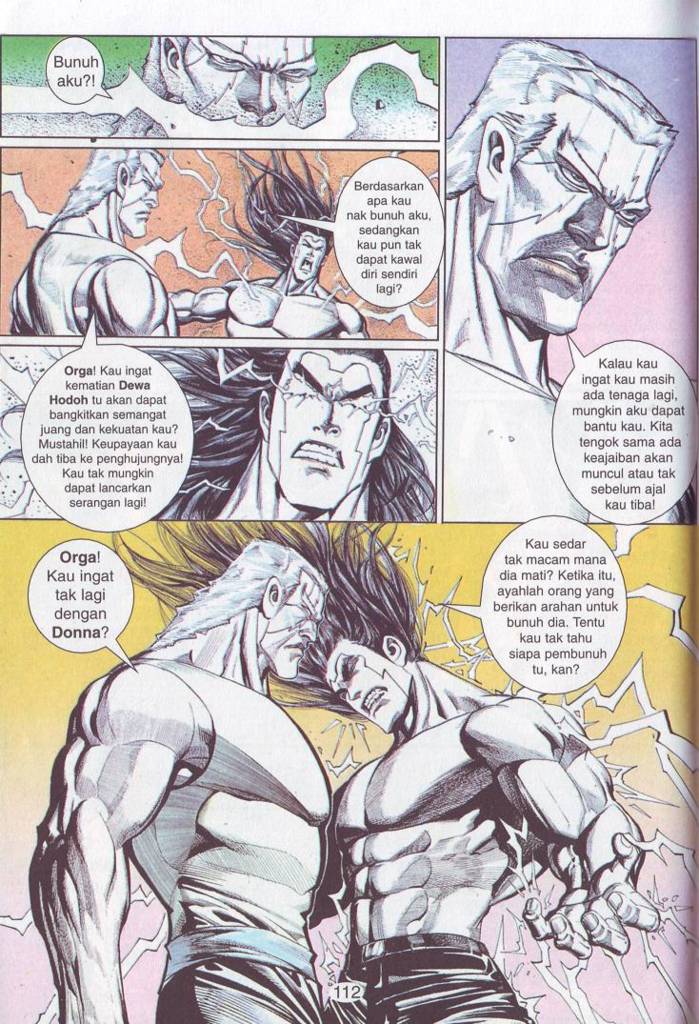 Bunuh
aku?!
Berdasarkan
apa kau
nak bunuh aku,
sedangkan
kau pun tak
dapat kawal
diri sendiri
lagi?
Orga! Kau ingat
kematian Dewa
Hodoh tu akan dapat
bangkitkan semangat
juang dan kekuatan kau?
Mustahil! Keupayaan kau
dah tiba ke penghujungnya!
Kau tak mungkin
dapat lancarkan
serangan lagi!
Kalau kau
ingat kau masih
ada tenaga lagi,
mungkin aku dapat
bantu kau. Kita
tengok sama ada
keajaiban akan
muncul atau tak
sebelum ajal
kau tiba!
Orga!
Kau ingat
tak lagi
dengan
Donna?
Kau sedar
tak macam mana
dia mati? Ketika itu,
ayahlah orang yang
berikan arahan untuk
bunuh dia. Tentu
kau tak tahu
siapa pembunuh
tu, kan?
112